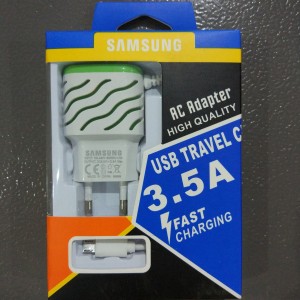 SAMSUNG
AC Adapter
HIGH QUALITY
USB TRAVEL C
3.5A
FAST
CHARGING
SAMSUNG